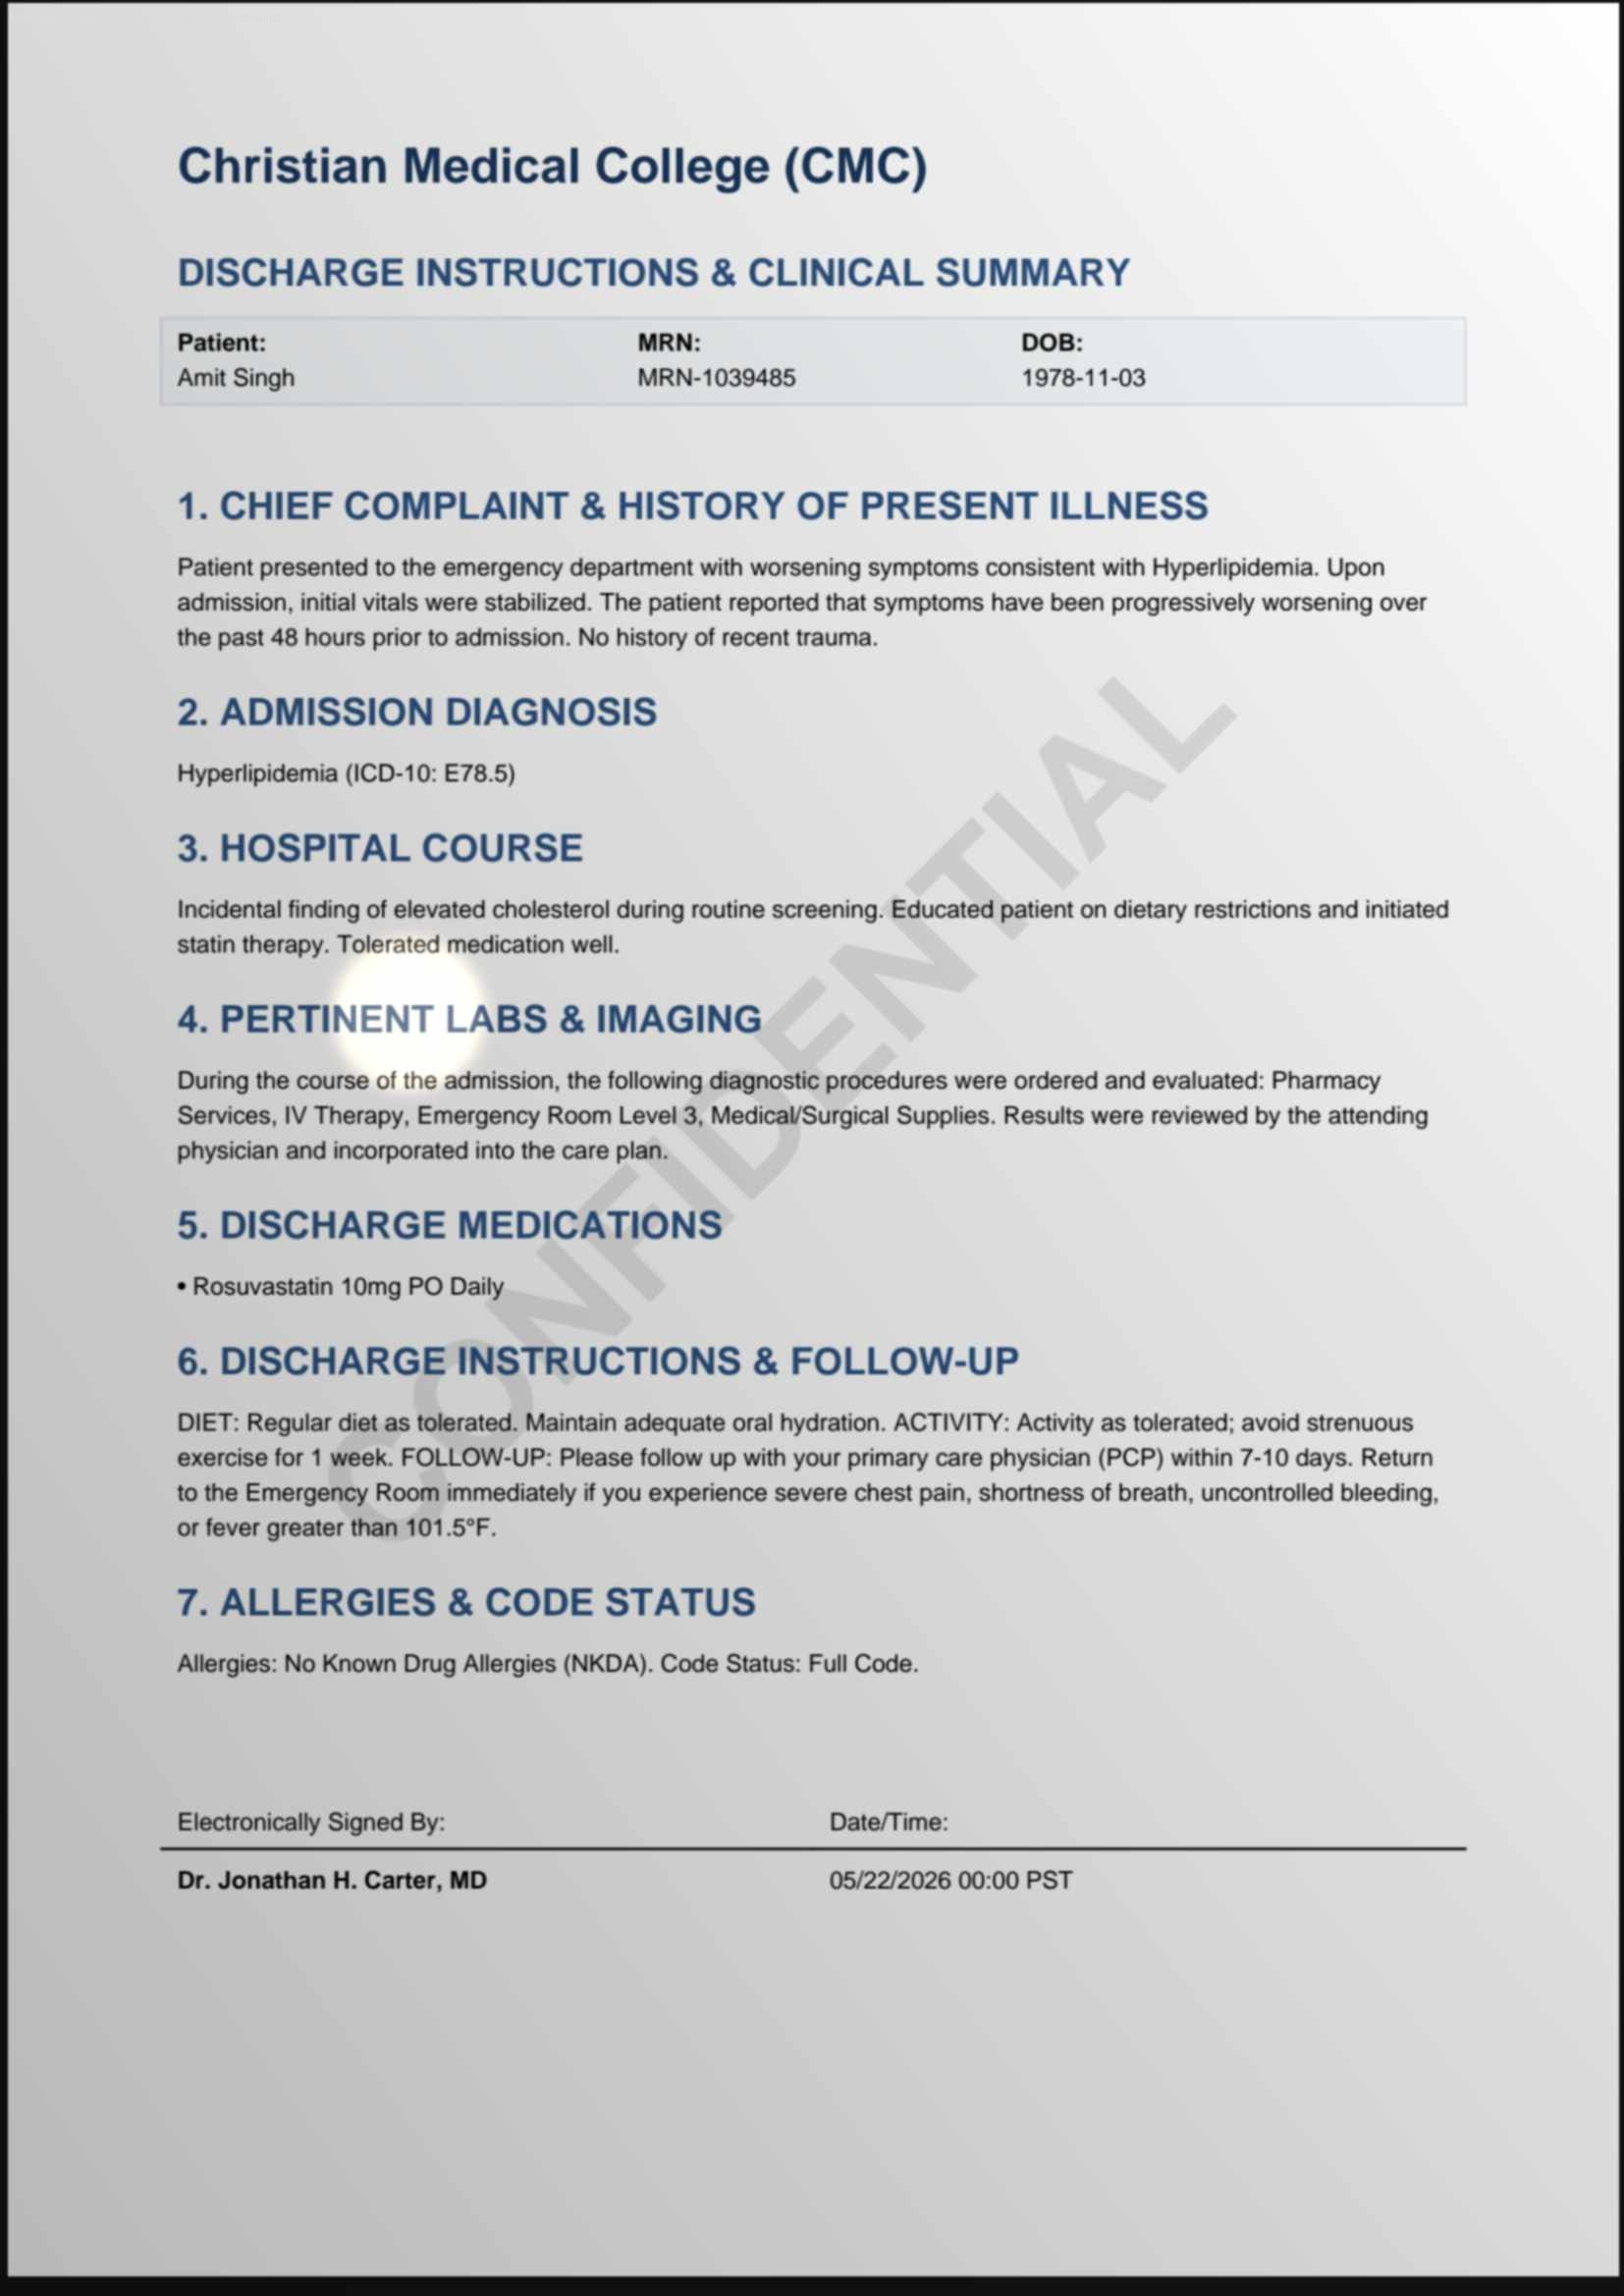 Christian Medical College (CMC)
DISCHARGE INSTRUCTIONS & CLINICAL SUMMARY
Patient: MRN: DOB:
Amit Singh MRN-1039485 1978-11-03
1. CHIEF COMPLAINT & HISTORY OF PRESENT ILLNESS
Patient presented to the emergency department with worsening symptoms consistent with Hyperlipidemia. Upon
admission, initial vitals were stabilized. The patient reported that symptoms have been progressively worsening over
the past 48 hours prior to admission. No history of recent trauma.
2. ADMISSION DIAGNOSIS
Hyperlipidemia (ICD-10: E78.5)
3. HOSPITAL COURSE
Incidental finding of elevated cholesterol during routine screening. Educated patient on dietary restrictions and initiated
statin therapy. Tolerated medication well.
4. PERTINENT LABS & IMAGING
During the course of the admission, the following diagnostic procedures were ordered and evaluated: Pharmacy
Services, IV Therapy, Emergency Room Level 3, Medical/Surgical Supplies. Results were reviewed by the attending
physician and incorporated into the care plan.
5. DISCHARGE MEDICATIONS
• Rosuvastatin 10mg PO Daily
6. DISCHARGE INSTRUCTIONS & FOLLOW-UP
DIET: Regular diet as tolerated. Maintain adequate oral hydration. ACTIVITY: Activity as tolerated; avoid strenuous
exercise for 1 week. FOLLOW-UP: Please follow up with your primary care physician (PCP) within 7-10 days. Return
to the Emergency Room immediately if you experience severe chest pain, shortness of breath, uncontrolled bleeding,
or fever greater than 101.5°F.
7. ALLERGIES & CODE STATUS
Allergies: No Known Drug Allergies (NKDA). Code Status: Full Code.
Electronically Signed By: Date/Time:
Dr. Jonathan H. Carter, MD 05/22/2026 00:00 PST
CONFIDENTIAL